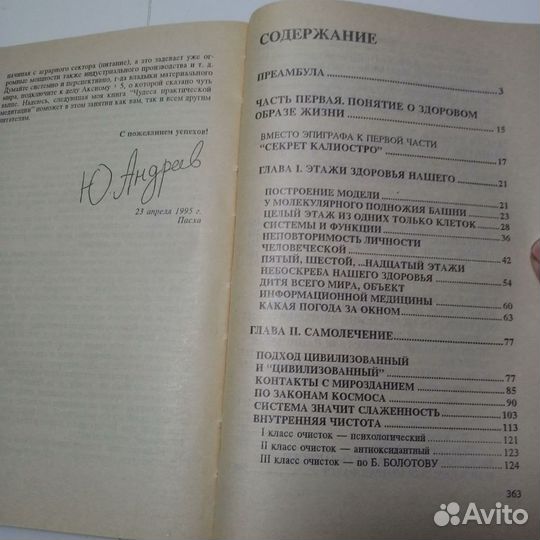 начиная с аграрного сектора (питание), а это задевает уже ог-
ромные мощности также индустриального производства и т. д.
Думайте системно и перспективно, г-да владыки материального
мира, подключите к делу Аксиому + 5, о которой сказано чуть
выше. Надеюсь, следующая моя книга "Чудеса практической
медитации" поможет в этом занятии как вам, так и всем другим
читателям.
С пожеланием успехов!
Ю Андреев
23 апреля 1995 г.
Пасха
СОДЕРЖАНИЕ
ПРЕАМБУЛА 3
ЧАСТЬ ПЕРВАЯ. ПОНЯТИЕ О ЗДОРОВОМ
ОБРАЗЕ ЖИЗНИ 15
ВМЕСТО ЭПИГРАФА К ПЕРВОЙ ЧАСТИ
"СЕКРЕТ КАЛИОСТРО" 17
ГЛАВА I. ЭТАЖИ ЗДОРОВЬЯ НАШЕГО 21
ПОСТРОЕНИЕ МОДЕЛИ 21
У МОЛЕКУЛЯРНОГО ПОДНОЖИЯ БАШНИ 23
ЦЕЛЫЙ ЭТАЖ ИЗ ОДНИХ ТОЛЬКО КЛЕТОК 28
СИСТЕМЫ И ФУНКЦИИ 36
НЕПОВТОРИМОСТЬ ЛИЧНОСТИ
ЧЕЛОВЕЧЕСКОЙ 42
ПЯТЫЙ, ШЕСТОЙ, ...НАДЦАТЫЙ ЭТАЖИ
НЕБОСКРЕБА НАШЕГО ЗДОРОВЬЯ 54
ДИТЯ ВСЕГО МИРА, ОБЪЕКТ
ИНФОРМАЦИОННОЙ МЕДИЦИНЫ 60
КАКАЯ ПОГОДА ЗА ОКНОМ 63
ГЛАВА II. САМОЛЕЧЕНИЕ 77
ПОДХОД ЦИВИЛИЗОВАННЫЙ
И "ЦИВИЛИЗОВАННЫЙ" 77
КОНТАКТЫ С МИРОЗДАНИЕМ 85
ПО ЗАКОНАМ КОСМОСА 90
СИСТЕМА ЗНАЧИТ СЛАЖЕННОСТЬ 103
ВНУТРЕННЯЯ ЧИСТОТА 113
I класс очисток — психологический 121
II класс очисток — антиоксидантный 123
III класс очисток — по Б. БОЛОТОВУ 124
363
Avito